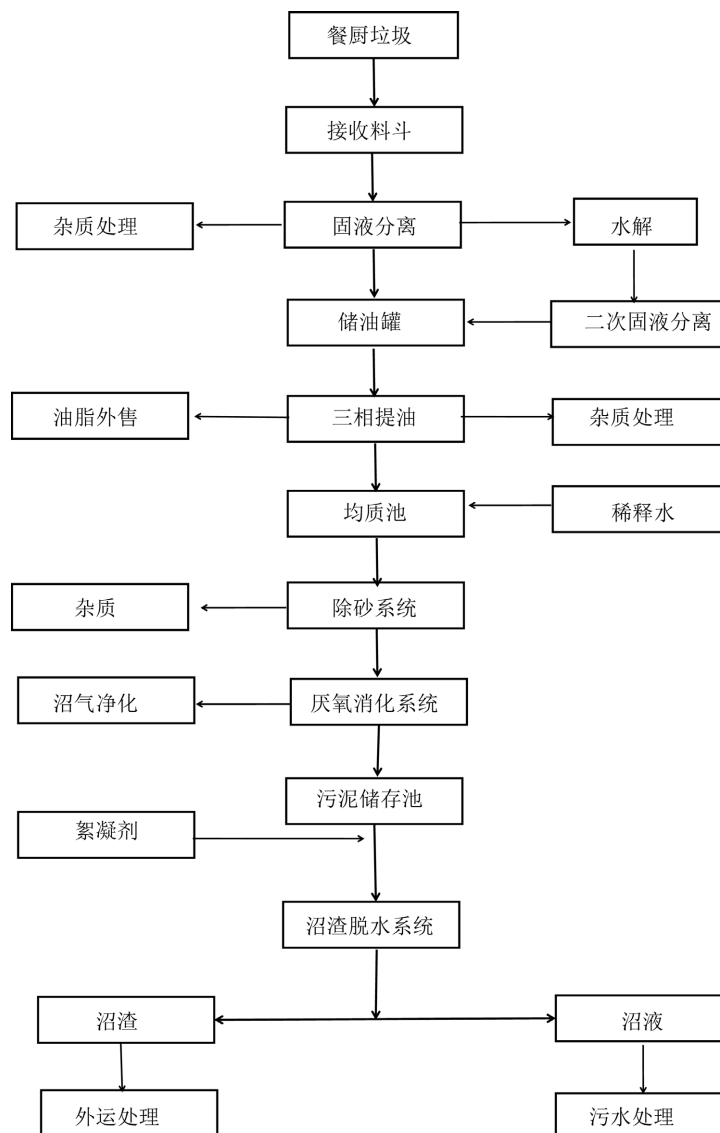 餐厨垃圾
接收料斗
杂质处理
固液分离
水解
储油罐
二次固液分离
油脂外售
三相提油
杂质处理
均质池
稀释水
杂质
除砂系统
沼气净化
厌氧消化系统
污泥储存池
絮凝剂
沼渣脱水系统
沼渣
沼液
外运处理
污水处理